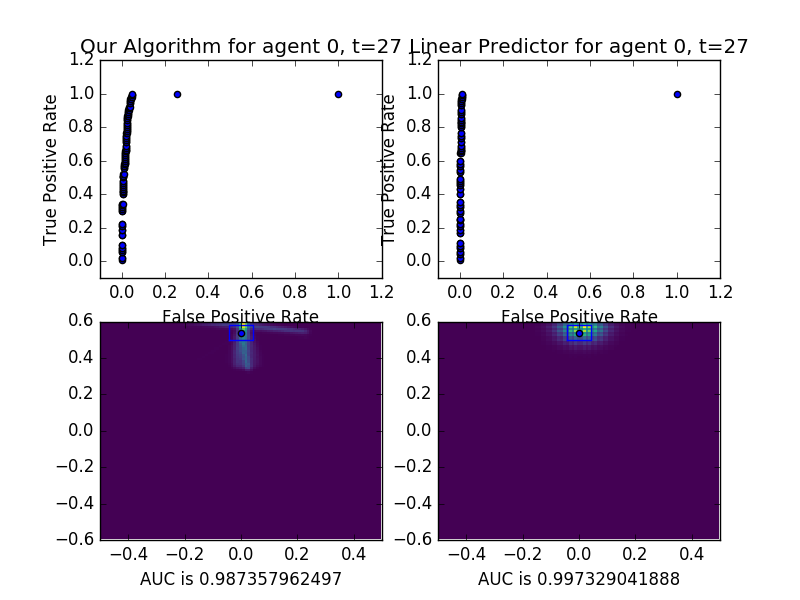 Our Algorithm for agent 0, t=27
1.2
1.0
0.8
0.6
0.4
0.2
0.0
True Positive Rate
0.0 0.2 0.4 0.6 0.8 1.0 1.2
False Positive Rate
Linear Predictor for agent 0, t=27
1.2
1.0
0.8
0.6
0.4
0.2
0.0
True Positive Rate
0.0 0.2 0.4 0.6 0.8 1.0 1.2
False Positive Rate
0.6
0.4
0.2
0.0
−0.2
−0.4
−0.6
−0.4 −0.2 0.0 0.2 0.4
AUC is 0.987357962497
0.6
0.4
0.2
0.0
−0.2
−0.4
−0.6
−0.4 −0.2 0.0 0.2 0.4
AUC is 0.997329041888